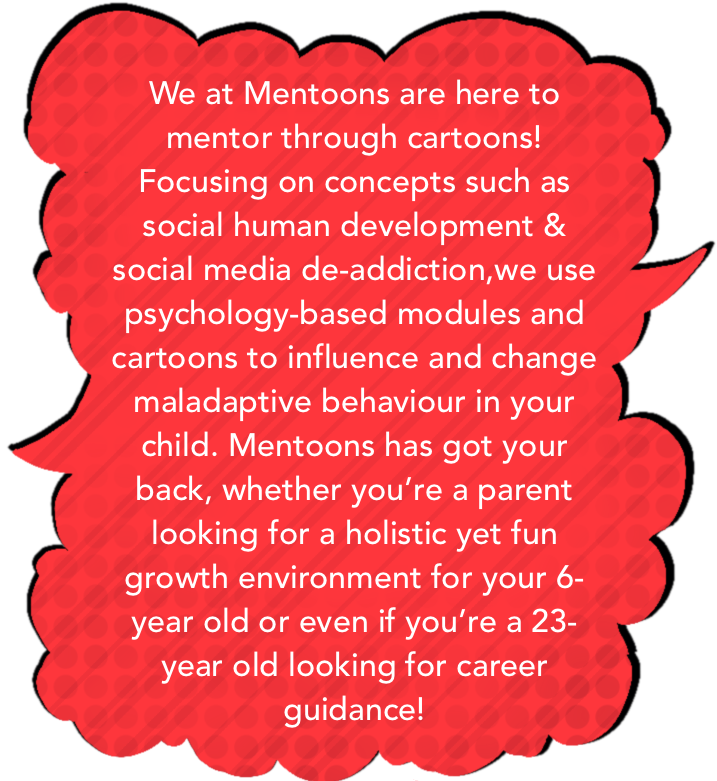 We at Mentoons are here to
mentor through cartoons!
Focusing on concepts such as
social human development &
social media de-addiction,we use
psychology-based modules and
cartoons to influence and change
maladaptive behaviour in your
child. Mentoons has got your
back, whether you’re a parent
looking for a holistic yet fun
growth environment for your 6-
year old or even if you’re a 23-
year old looking for career
guidance!